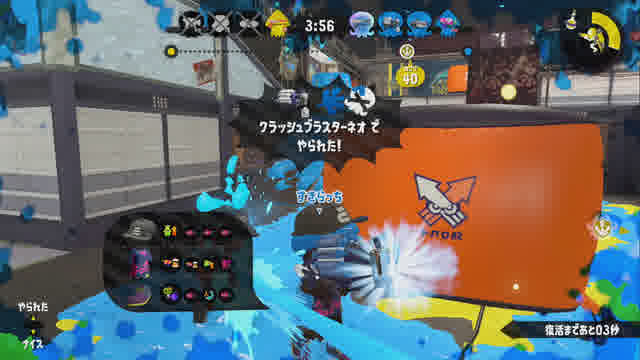 3:56
40
クラッシュブラスターネオ で
やられた!
すぎらっち
やられた
ナイス
復活まであと0.3秒